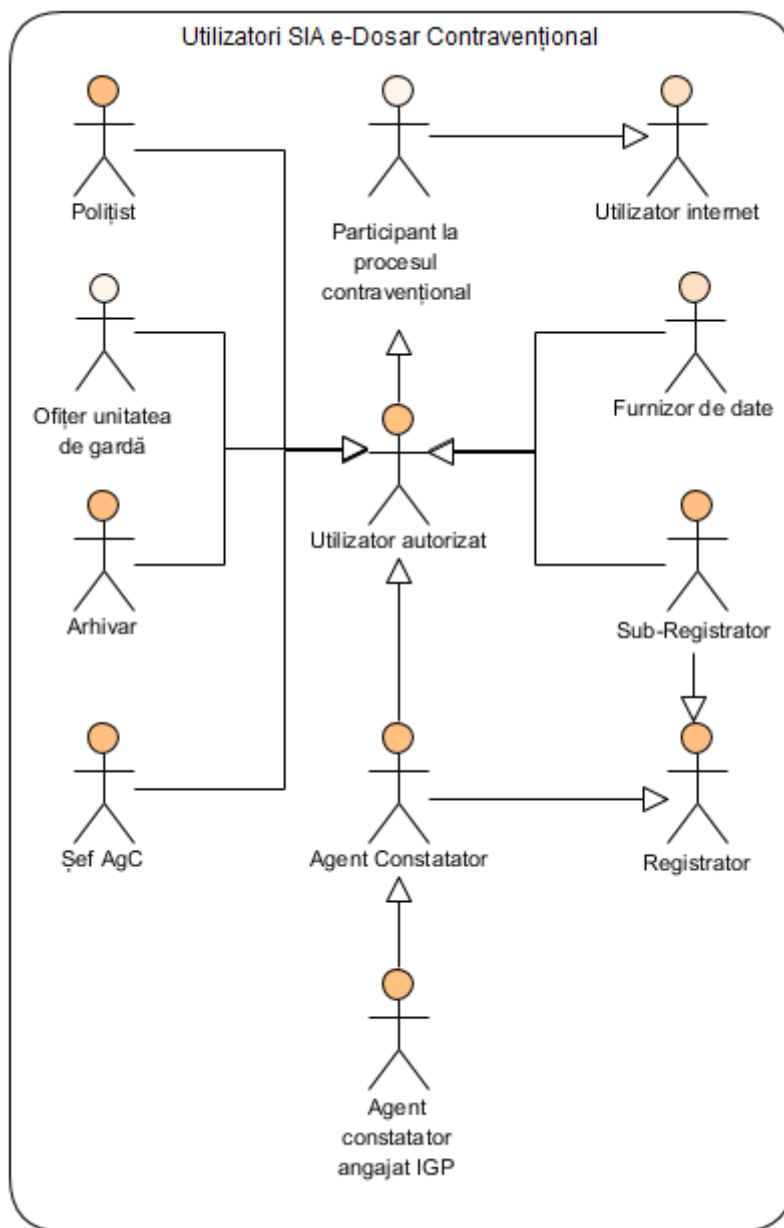 Utilizatori SIA e-Dosar Contravențional
Polițist
Participant la
procesul
contravențional
Utilizator internet
Ofițer unitatea
de gardă
Furnizor de date
Utilizator autorizat
Arhivar
Sub-Registrator
Șef AgC
Agent Constatator
Registrator
Agent
constatator
angajat IGP